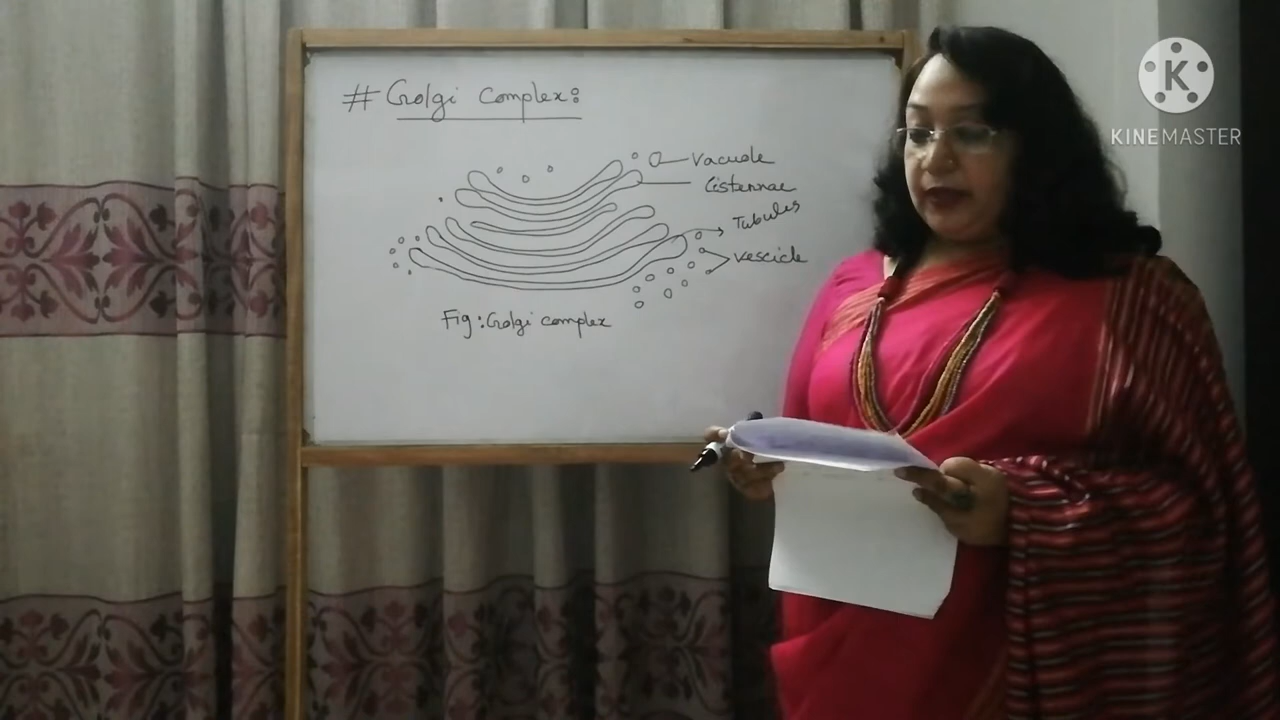 # Golgi Complex:
Vacuole
Cisternae
Tubules
vescicle
Fig: Golgi complex
K
KINEMASTER